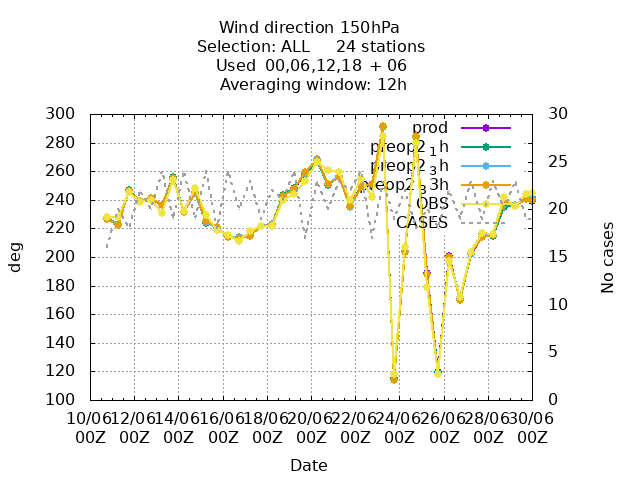 Wind direction 150hPa
Selection: ALL 24 stations
Used 00,06,12,18 + 06
Averaging window: 12h
300
280
260
240
220
200
180
160
140
120
100
deg
30
25
20
15
10
5
0
No cases
prod
preop2_1h
preop2_3h
OBS
CASES
10/06 12/06 14/06 16/06 18/06 20/06 22/06 24/06 26/06 28/06 30/06
00Z 00Z 00Z 00Z 00Z 00Z 00Z 00Z 00Z 00Z 00Z
Date